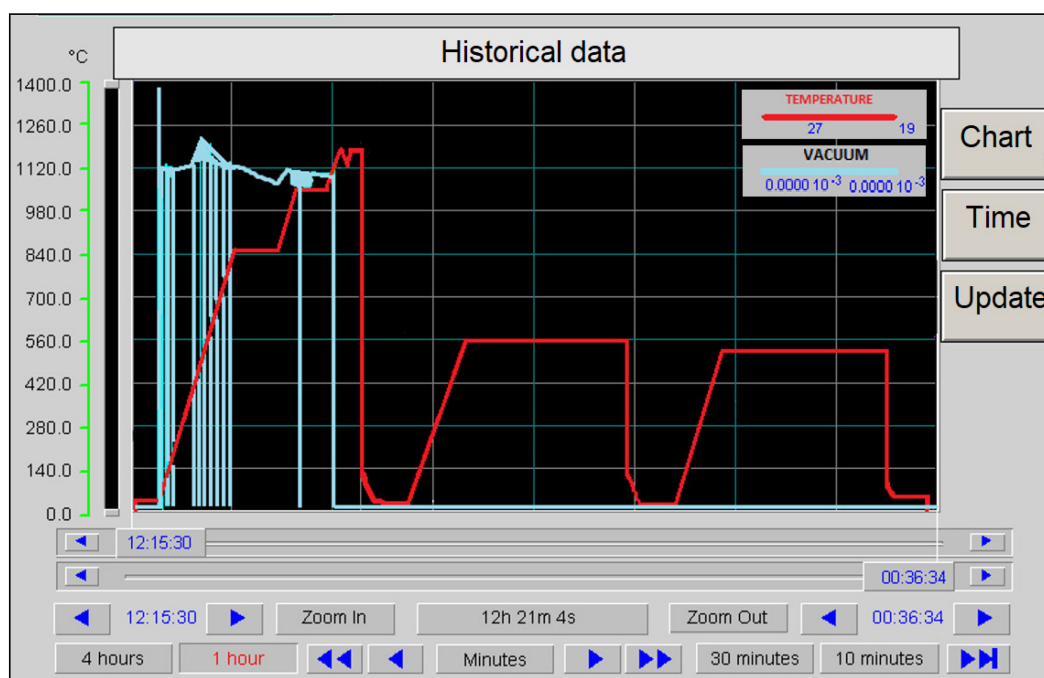 Historical data
°C
1400.0
1260.0
1120.0
980.0
840.0
700.0
560.0
420.0
280.0
140.0
0.0
TEMPERATURE
27 19
VACUUM
0.0000 10-3 0.0000 10-3
Chart
Time
Update
12:15:30
00:36:34
12:15:30 Zoom In 12h 21m 4s Zoom Out 00:36:34
4 hours 1 hour Minutes 30 minutes 10 minutes